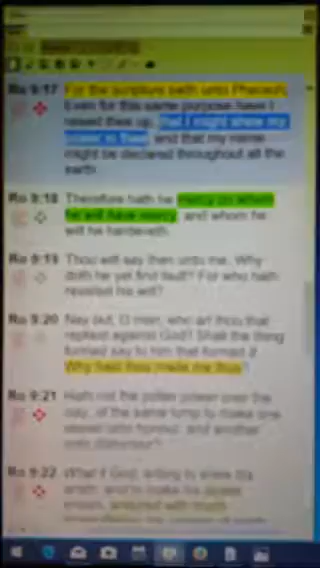 Ro 9:17 For the scripture saith unto Pharaoh,
Even for this same purpose have I
raised thee up, that I might shew my
power in thee, and that my name
might be declared throughout all the
earth.
Ro 9:18 Therefore hath he mercy on whom
he will have mercy, and whom he
will he hardeneth.
Ro 9:19 Thou wilt say then unto me, Why
doth he yet find fault? For who hath
resisted his will?
Ro 9:20 Nay but, O man, who art thou that
repliest against God? Shall the thing
formed say to him that formed it,
Why hast thou made me thus?
Ro 9:21 Hath not the potter power over the
clay, of the same lump to make one
vessel unto honour, and another
unto dishonour?
Ro 9:22 What if God, willing to shew his
wrath, and to make his power
known, endured with much